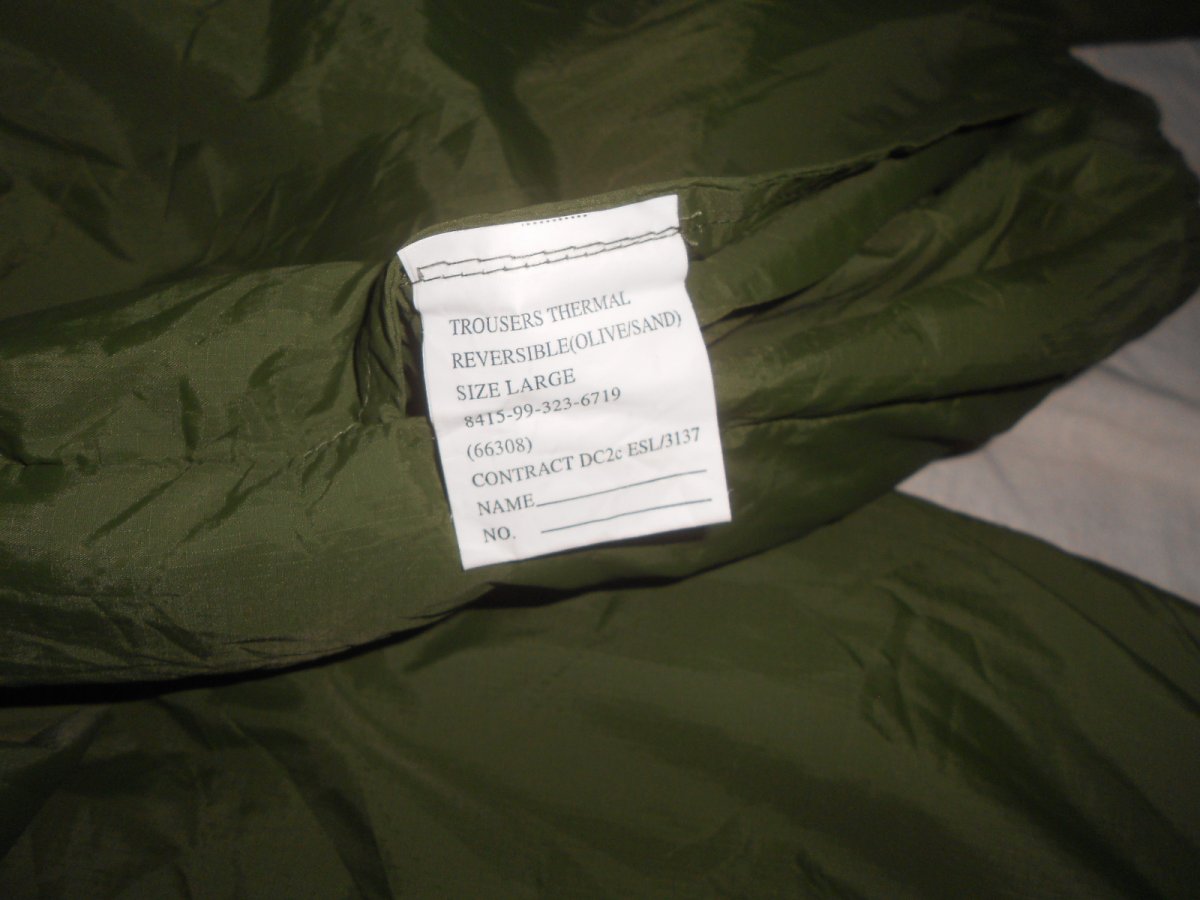 TROUSERS THERMAL
REVERSIBLE(OLIVE/SAND)
SIZE LARGE
8415-99-323-6719
(66308)
CONTRACT DC2c ESL/3137
NAME
NO.